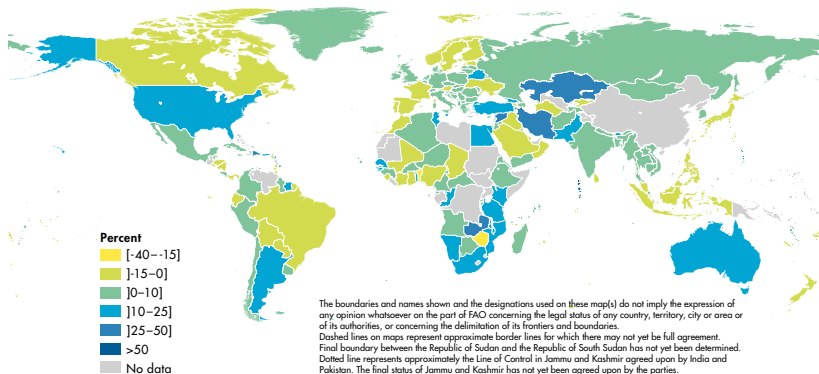 Percent
[-40–-15]
]-15–0]
]0–10]
]10–25]
]25–50]
>50
No data
The boundaries and names shown and the designations used on these map(s) do not imply the expression of
any opinion whatsoever on the part of FAO concerning the legal status of any country, territory, city or area or
of its authorities, or concerning the delimitation of its frontiers and boundaries.
Dashed lines on maps represent approximate border lines for which there may not yet be full agreement.
Final boundary between the Republic of Sudan and the Republic of South Sudan has not yet been determined.
Dotted line represents approximately the Line of Control in Jammu and Kashmir agreed upon by India and
Pakistan. The final status of Jammu and Kashmir has not yet been agreed upon by the parties.